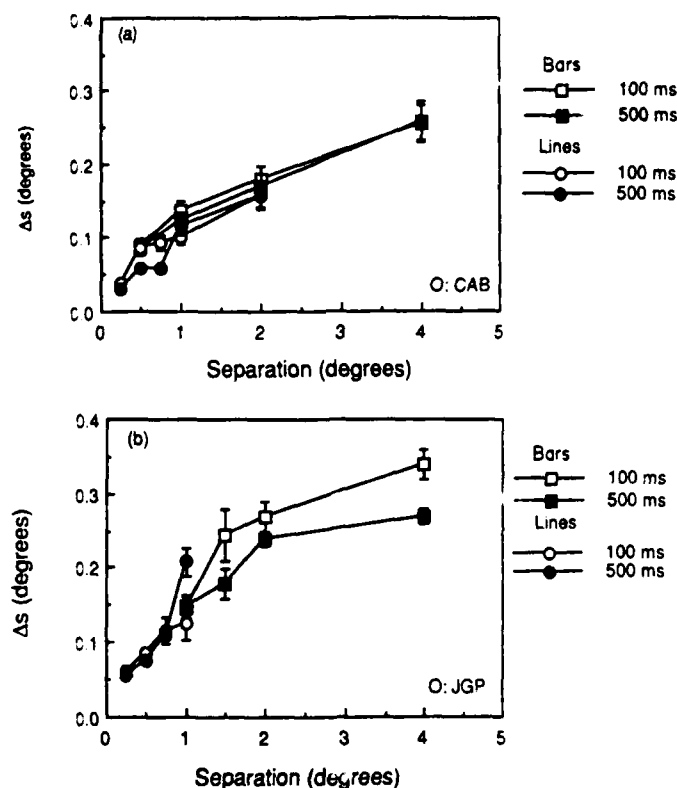 (a)
0.4
0.3
0.2
0.1
0.0
Δs (degrees)
0 1 2 3 4 5
Separation (degrees)
O: CAB
Bars
100 ms
500 ms
Lines
100 ms
500 ms
(b)
0.4
0.3
0.2
0.1
0.0
Δs (degrees)
0 1 2 3 4 5
Separation (degrees)
O: JGP
Bars
100 ms
500 ms
Lines
100 ms
500 ms